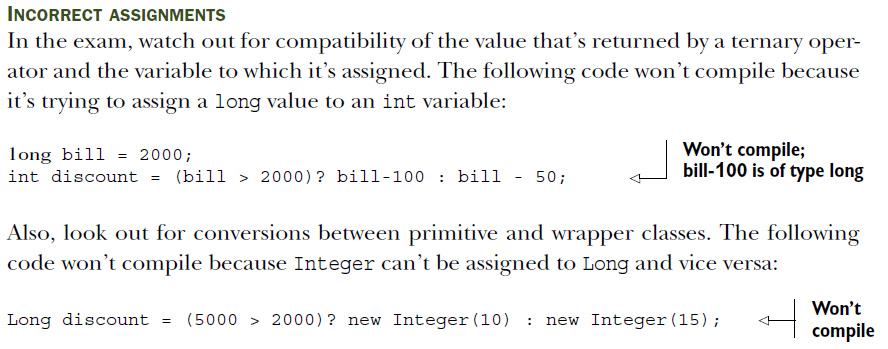 INCORRECT ASSIGNMENTS
In the exam, watch out for compatibility of the value that's returned by a ternary oper-
ator and the variable to which it's assigned. The following code won't compile because
it's trying to assign a long value to an int variable:
long bill = 2000;
int discount = (bill > 2000)? bill-100 : bill - 50;
Won't compile;
bill-100 is of type long
Also, look out for conversions between primitive and wrapper classes. The following
code won't compile because Integer can't be assigned to Long and vice versa:
Long discount = (5000 > 2000)? new Integer(10) : new Integer(15);
Won't
compile